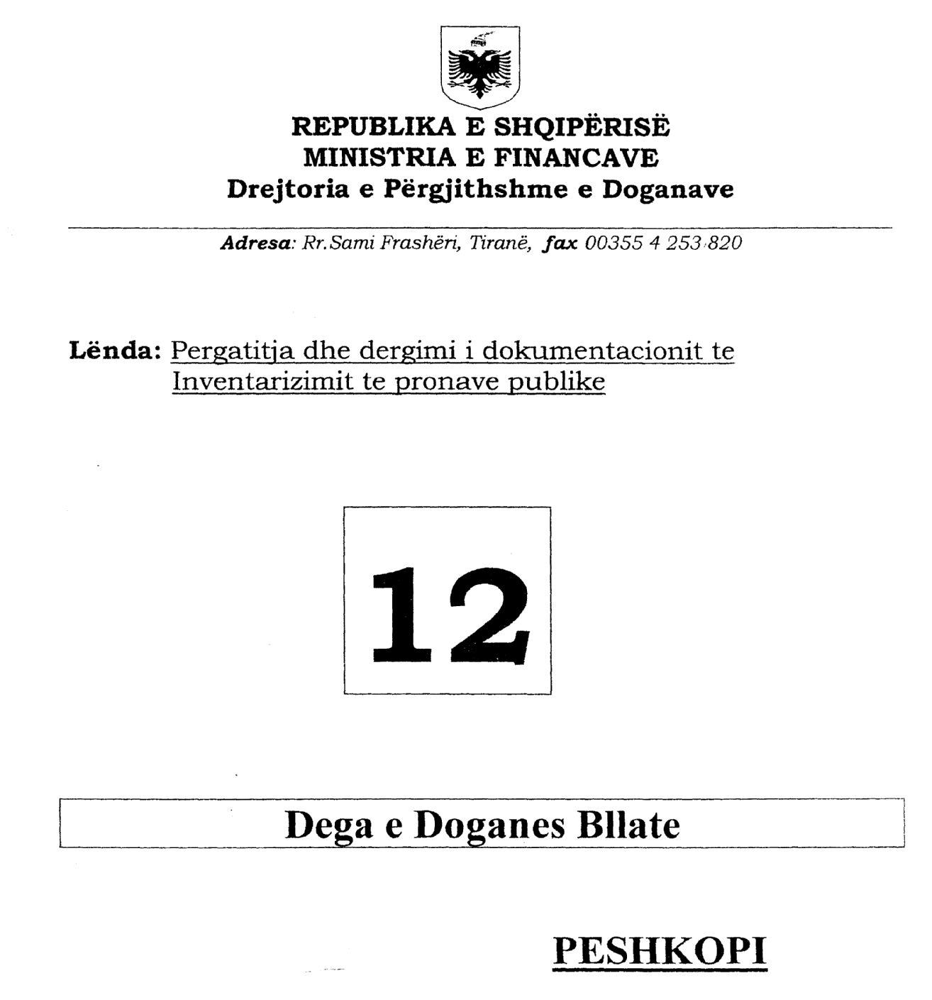 REPUBLIKA E SHQIPËRISË
MINISTRIA E FINANCAVE
Drejtoria e Përgjithshme e Doganave
Adresa: Rr. Sami Frashëri, Tiranë, fax 00355 4 253 820
Lënda: Pergatitja dhe dergimi i dokumentacionit te
Inventarizimit te pronave publike
12
Dega e Doganes Bllate
PESHKOPI